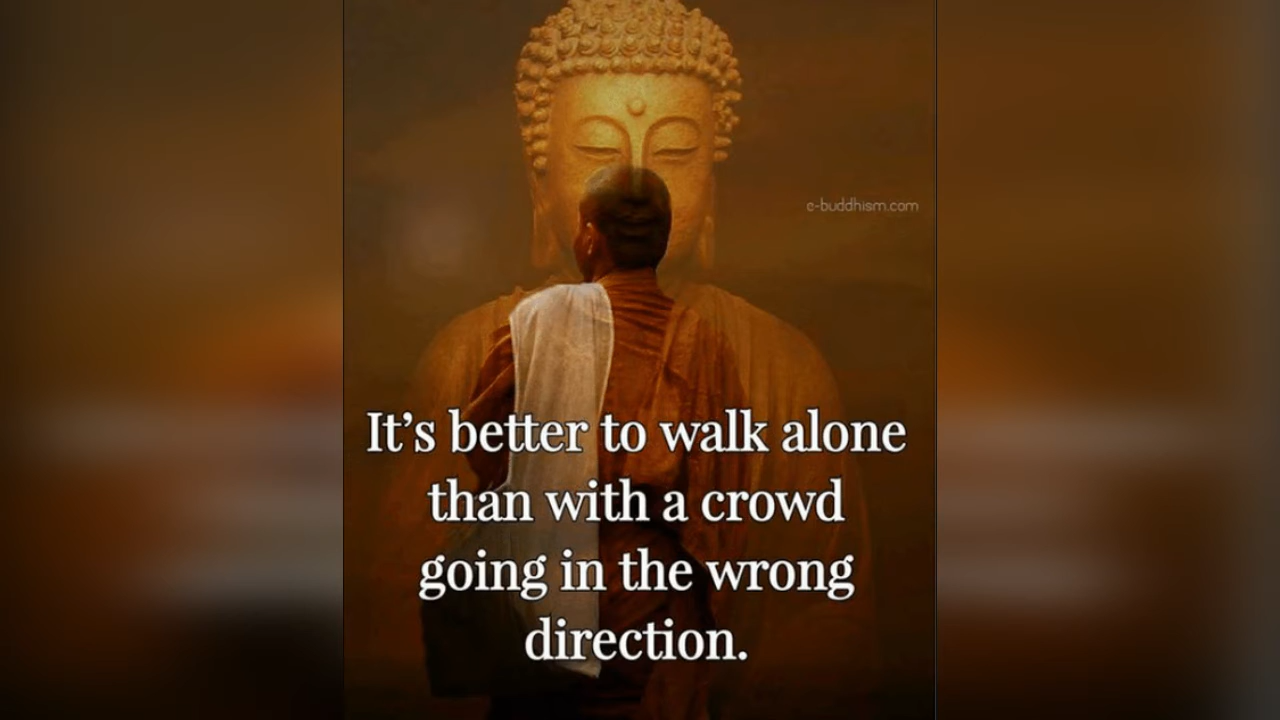 e-buddhism.com
It’s better to walk alone
than with a crowd
going in the wrong
direction.